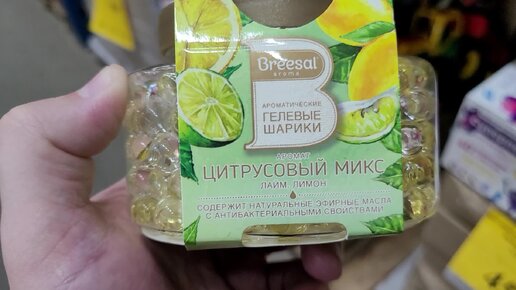 Breesal
aroma
АРОМАТИЧЕСКИЕ
ГЕЛЕВЫЕ
ШАРИКИ
АРОМАТ
ЦИТРУСОВЫЙ МИКС
ЛАЙМ, ЛИМОН
СОДЕРЖИТ НАТУРАЛЬНЫЕ ЭФИРНЫЕ МАСЛА
С АНТИБАКТЕРИАЛЬНЫМИ СВОЙСТВАМИ